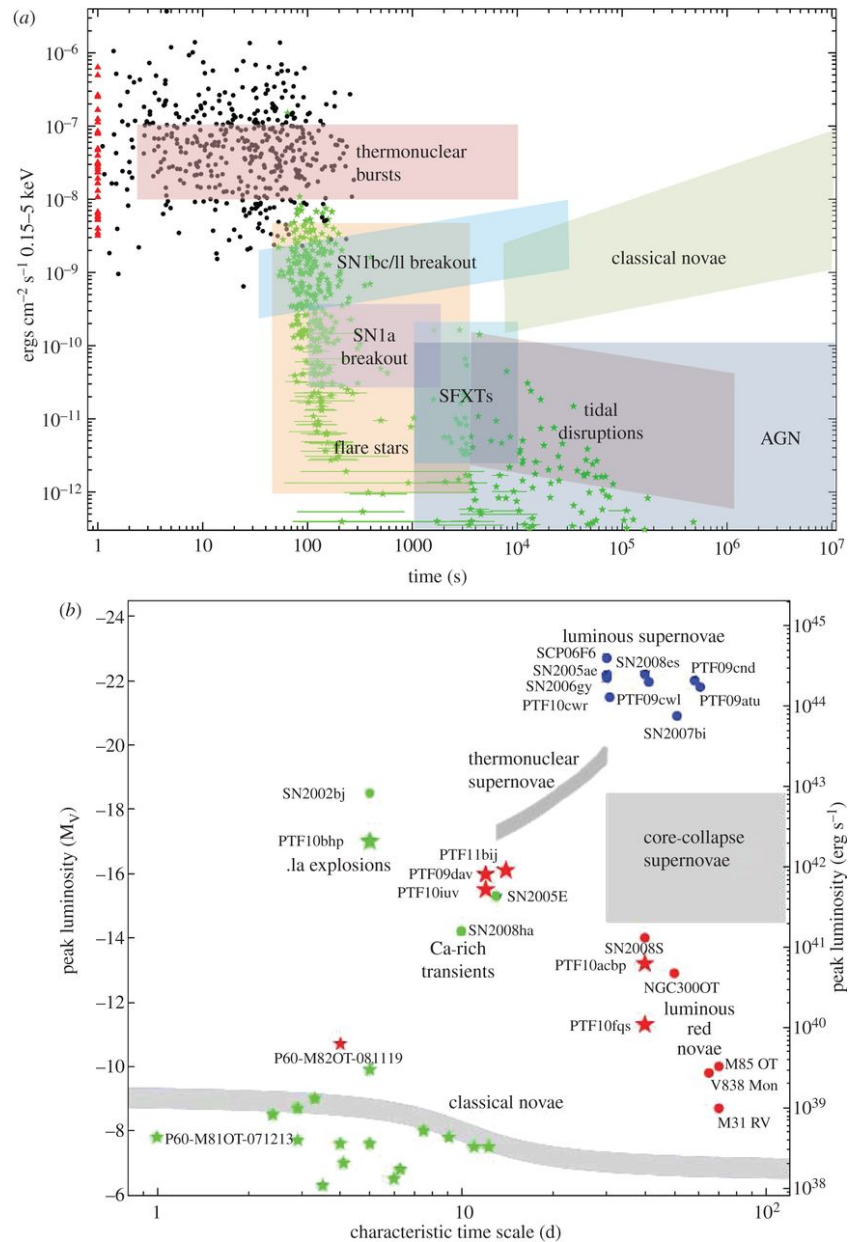 (a)
10⁻⁶
10⁻⁷
10⁻⁸
10⁻⁹
10⁻¹⁰
10⁻¹¹
10⁻¹²
ergs cm⁻² s⁻¹ 0.15–5 keV
thermonuclear
bursts
SN1bc/ll breakout
classical novae
SN1a
breakout
SFXTs
tidal
disruptions
flare stars
AGN
1
10
100
1000
10⁴
10⁵
10⁶
10⁷
time (s)
(b)
–24
–22
–20
–18
–16
–14
–12
–10
–8
–6
peak luminosity (M_V)
10⁴⁵
10⁴⁴
10⁴³
10⁴²
10⁴¹
10⁴⁰
10³⁹
10³⁸
peak luminosity (erg s⁻¹)
luminous supernovae
SCP06F6
SN2005ae
SN2008es
PTF09cnd
SN2006gy
PTF10cwr
PTF09cwl
PTF09atu
SN2007bi
thermonuclear
supernovae
SN2002bj
PTF10bhp
.la explosions
core-collapse
supernovae
PTF11bij
PTF09dav
PTF10iuv
SN2005E
SN2008ha
Ca-rich
transients
SN2008S
PTF10acbp
NGC300OT
PTF10fqs
luminous
red
novae
P60-M82OT-081119
M85 OT
V838 Mon
M31 RV
classical novae
P60-M81OT-071213
1
10
10²
characteristic time scale (d)